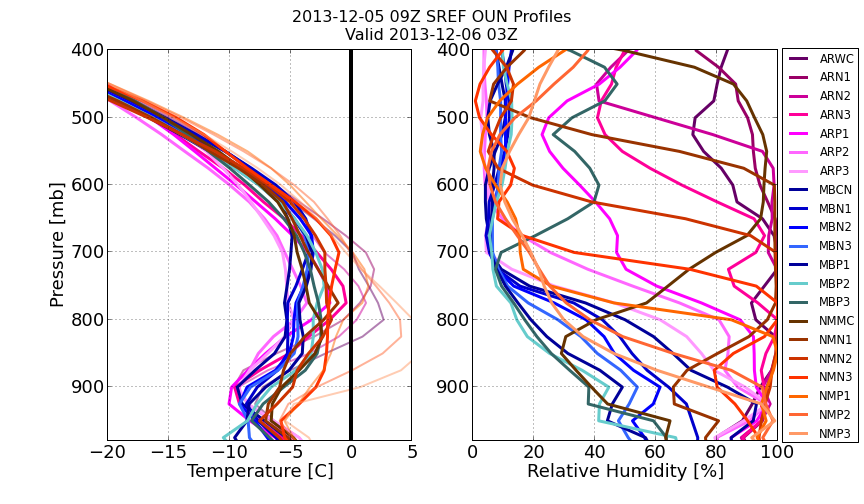 2013-12-05 09Z SREF OUN Profiles
Valid 2013-12-06 03Z
400
500
600
700
800
900
Pressure [mb]
−20
−15
−10
−5
0
5
Temperature [C]
400
500
600
700
800
900
0
20
40
60
80
100
Relative Humidity [%]
ARWC
ARN1
ARN2
ARN3
ARP1
ARP2
ARP3
MBCN
MBN1
MBN2
MBN3
MBP1
MBP2
MBP3
NMMC
NMN1
NMN2
NMN3
NMP1
NMP2
NMP3